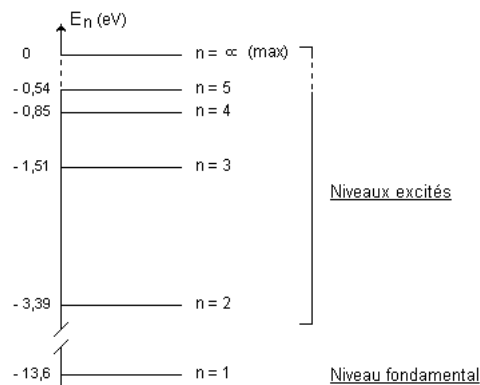 En (eV)
0 n = ∝ (max)
- 0,54 n = 5
- 0,85 n = 4
- 1,51 n = 3
Niveaux excités
- 3,39 n = 2
- 13,6 n = 1 Niveau fondamental